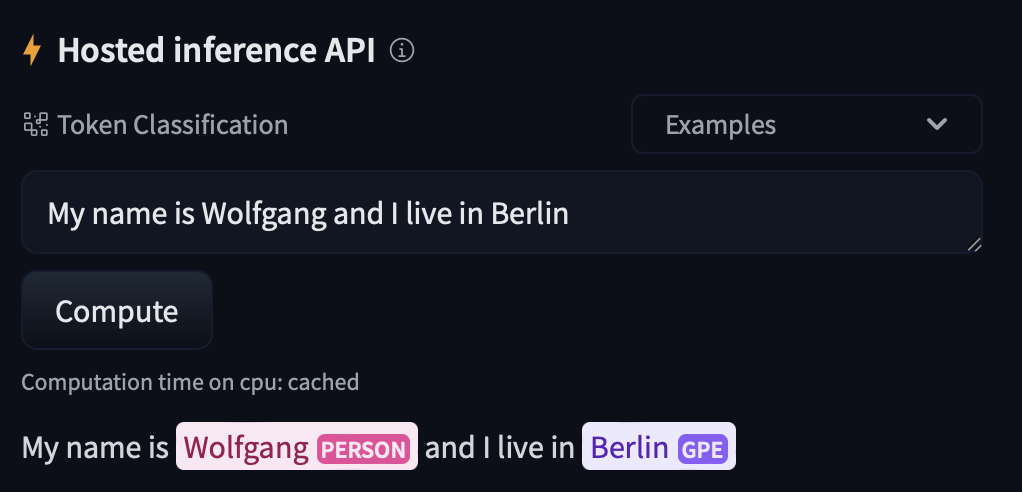 Hosted inference API
Token Classification
Examples
My name is Wolfgang and I live in Berlin
Compute
Computation time on cpu: cached
My name is Wolfgang PERSON and I live in Berlin GPE